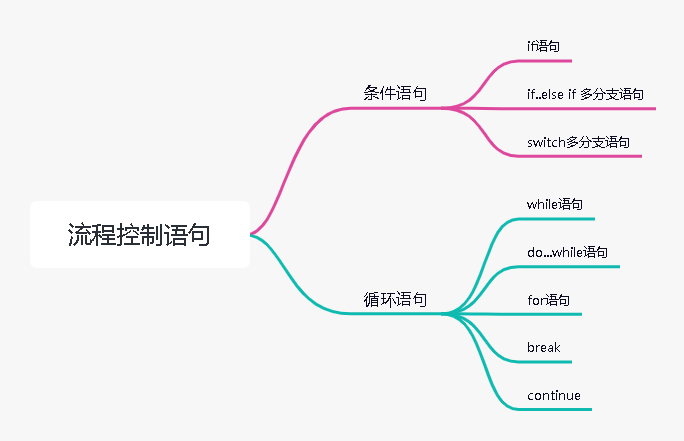 流程控制语句
条件语句
if语句
if..else if 多分支语句
switch多分支语句
循环语句
while语句
do...while语句
for语句
break
continue